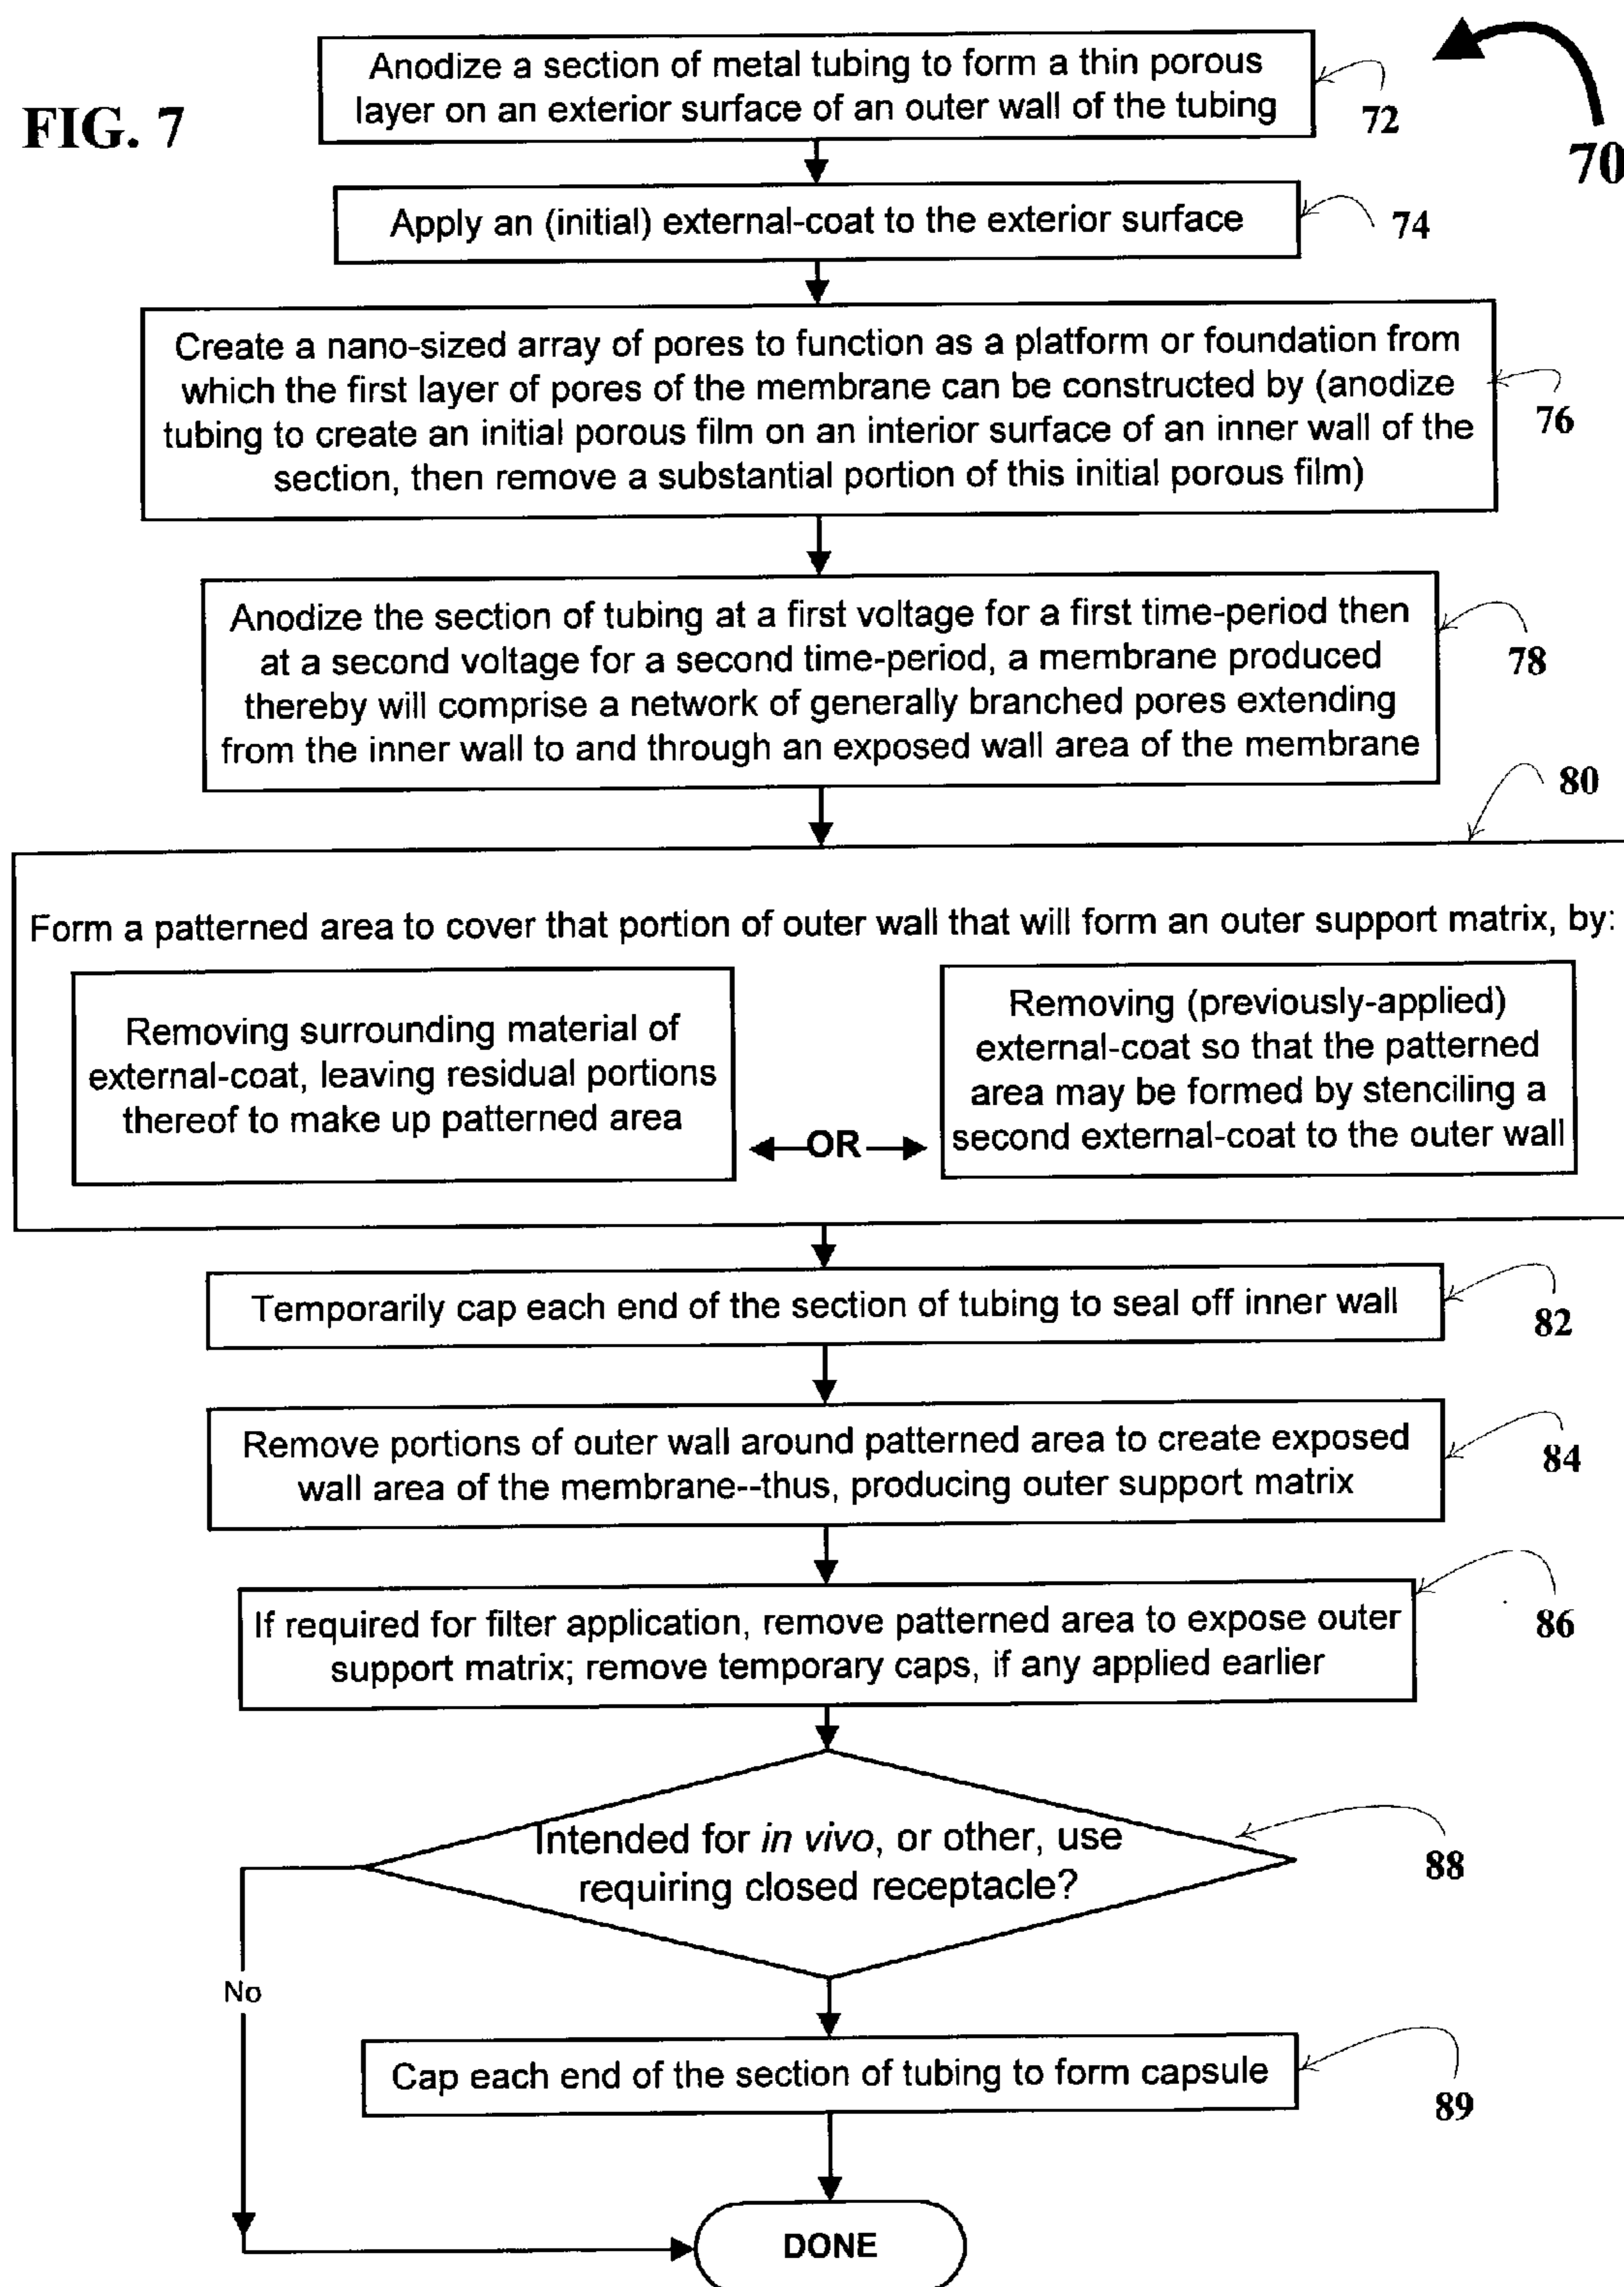 FIG. 7
70
Anodize a section of metal tubing to form a thin porous
layer on an exterior surface of an outer wall of the tubing
72
Apply an (initial) external-coat to the exterior surface
74
Create a nano-sized array of pores to function as a platform or foundation from
which the first layer of pores of the membrane can be constructed by (anodize
tubing to create an initial porous film on an interior surface of an inner wall of the
section, then remove a substantial portion of this initial porous film)
76
Anodize the section of tubing at a first voltage for a first time-period then
at a second voltage for a second time-period, a membrane produced
thereby will comprise a network of generally branched pores extending
from the inner wall to and through an exposed wall area of the membrane
78
80
Form a patterned area to cover that portion of outer wall that will form an outer support matrix, by:
Removing surrounding material of
external-coat, leaving residual portions
thereof to make up patterned area
OR
Removing (previously-applied)
external-coat so that the patterned
area may be formed by stenciling a
second external-coat to the outer wall
Temporarily cap each end of the section of tubing to seal off inner wall
82
Remove portions of outer wall around patterned area to create exposed
wall area of the membrane--thus, producing outer support matrix
84
If required for filter application, remove patterned area to expose outer
support matrix; remove temporary caps, if any applied earlier
86
Intended for in vivo, or other, use
requiring closed receptacle?
88
No
Cap each end of the section of tubing to form capsule
89
DONE